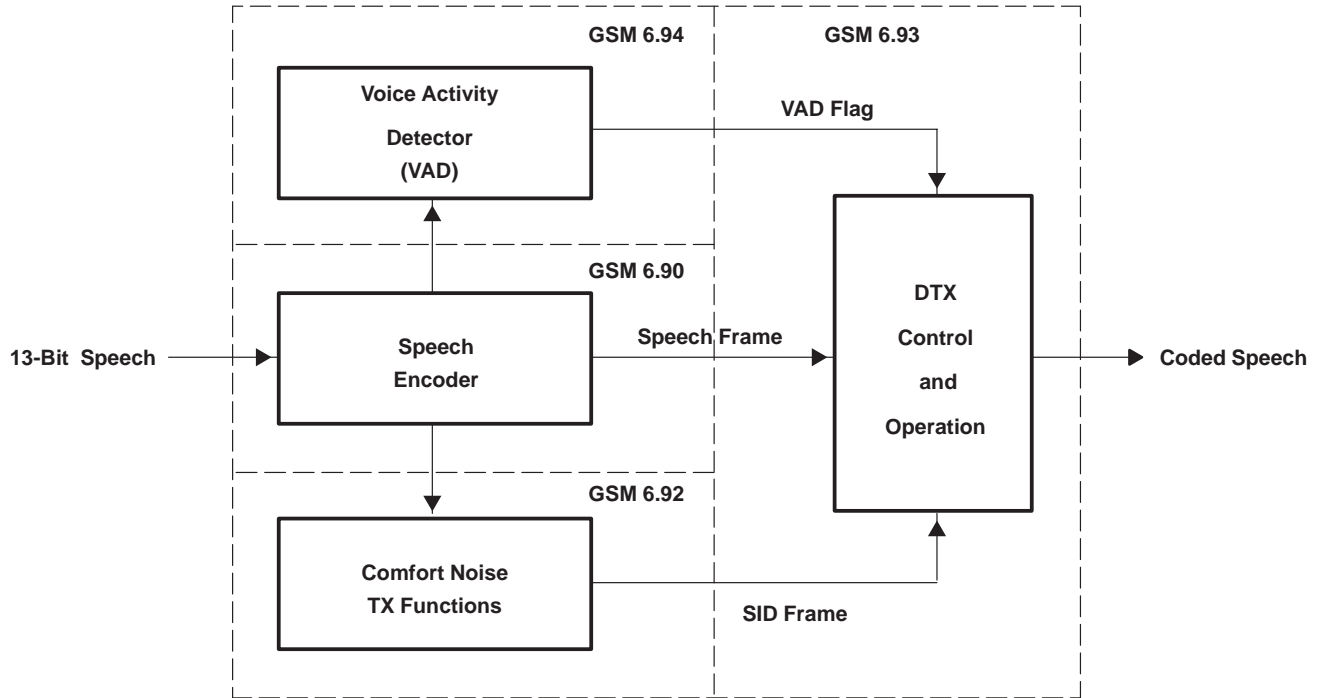 GSM 6.94
GSM 6.93
Voice Activity
Detector
(VAD)
VAD Flag
GSM 6.90
13-Bit Speech
Speech
Encoder
Speech Frame
DTX
Control
and
Operation
Coded Speech
GSM 6.92
Comfort Noise
TX Functions
SID Frame